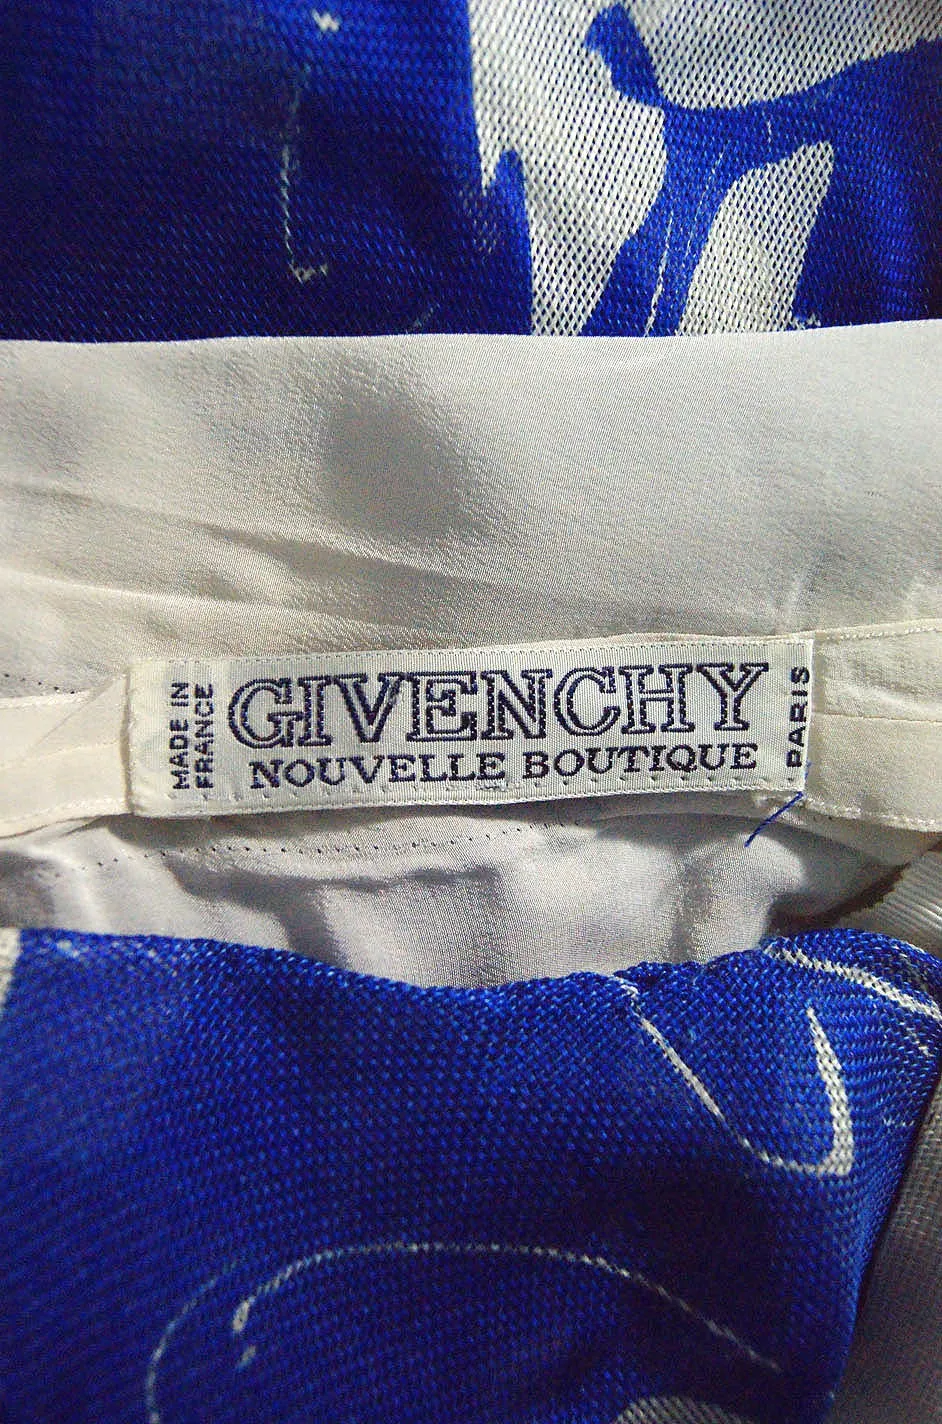 MADE IN
FRANCE
GIVENCHY
NOUVELLE BOUTIQUE
PARIS